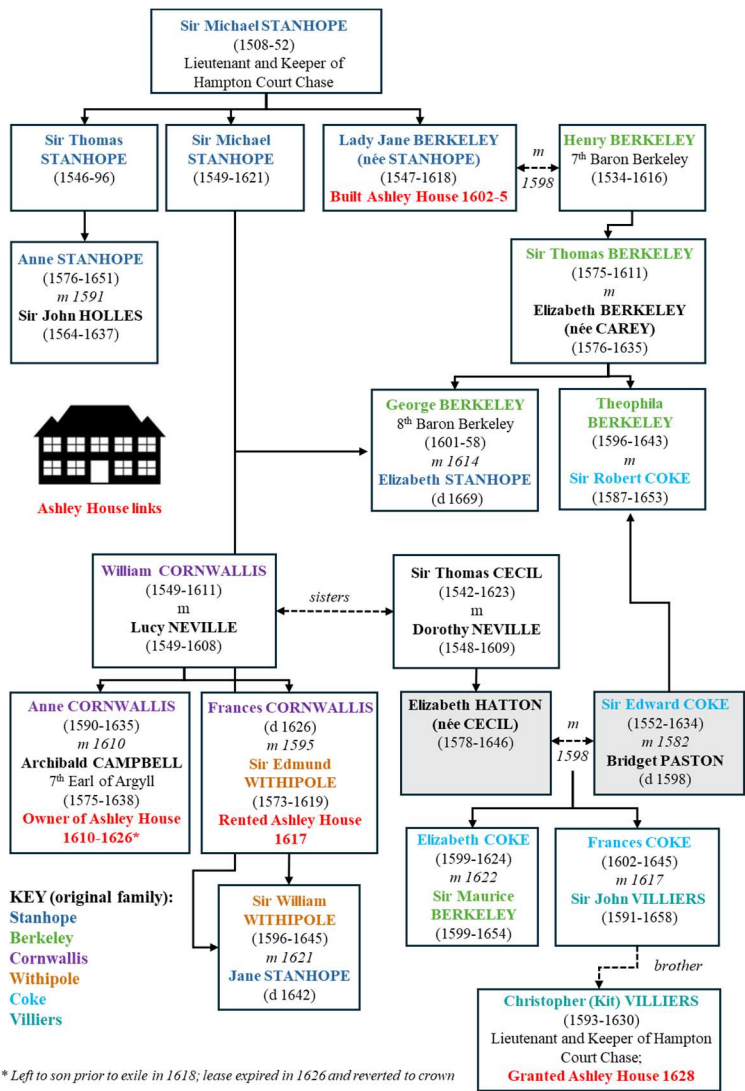 Sir Michael STANHOPE
(1508-52)
Lieutenant and Keeper of
Hampton Court Chase
Sir Thomas
STANHOPE
(1546-96)
Sir Michael
STANHOPE
(1549-1621)
Lady Jane BERKELEY
(née STANHOPE)
(1547-1618)
Built Ashley House 1602-5
m
1598
Henry BERKELEY
7th Baron Berkeley
(1534-1616)
Anne STANHOPE
(1576-1651)
m 1591
Sir John HOLLES
(1564-1637)
Sir Thomas BERKELEY
(1575-1611)
m
Elizabeth BERKELEY
(née CAREY)
(1576-1635)
George BERKELEY
8th Baron Berkeley
(1601-58)
m 1614
Elizabeth STANHOPE
(d 1669)
Theophila
BERKELEY
(1596-1643)
m
Sir Robert COKE
(1587-1653)
Ashley House links
William CORNWALLIS
(1549-1611)
m
Lucy NEVILLE
(1549-1608)
sisters
Sir Thomas CECIL
(1542-1623)
m
Dorothy NEVILLE
(1548-1609)
Anne CORNWALLIS
(1590-1635)
m 1610
Archibald CAMPBELL
7th Earl of Argyll
(1575-1638)
Owner of Ashley House
1610-1626*
Frances CORNWALLIS
(d 1626)
m 1595
Sir Edmund
WITHIPOLE
(1573-1619)
Rented Ashley House
1617
Elizabeth HATTON
(née CECIL)
(1578-1646)
m
1598
Sir Edward COKE
(1552-1634)
m 1582
Bridget PASTON
(d 1598)
Elizabeth COKE
(1599-1624)
m 1622
Sir Maurice
BERKELEY
(1599-1654)
Frances COKE
(1602-1645)
m 1617
Sir John VILLIERS
(1591-1658)
KEY (original family):
Stanhope
Berkeley
Cornwallis
Withipole
Coke
Villiers
Sir William
WITHIPOLE
(1596-1645)
m 1621
Jane STANHOPE
(d 1642)
brother
Christopher (Kit) VILLIERS
(1593-1630)
Lieutenant and Keeper of Hampton
Court Chase;
Granted Ashley House 1628
* Left to son prior to exile in 1618; lease expired in 1626 and reverted to crown